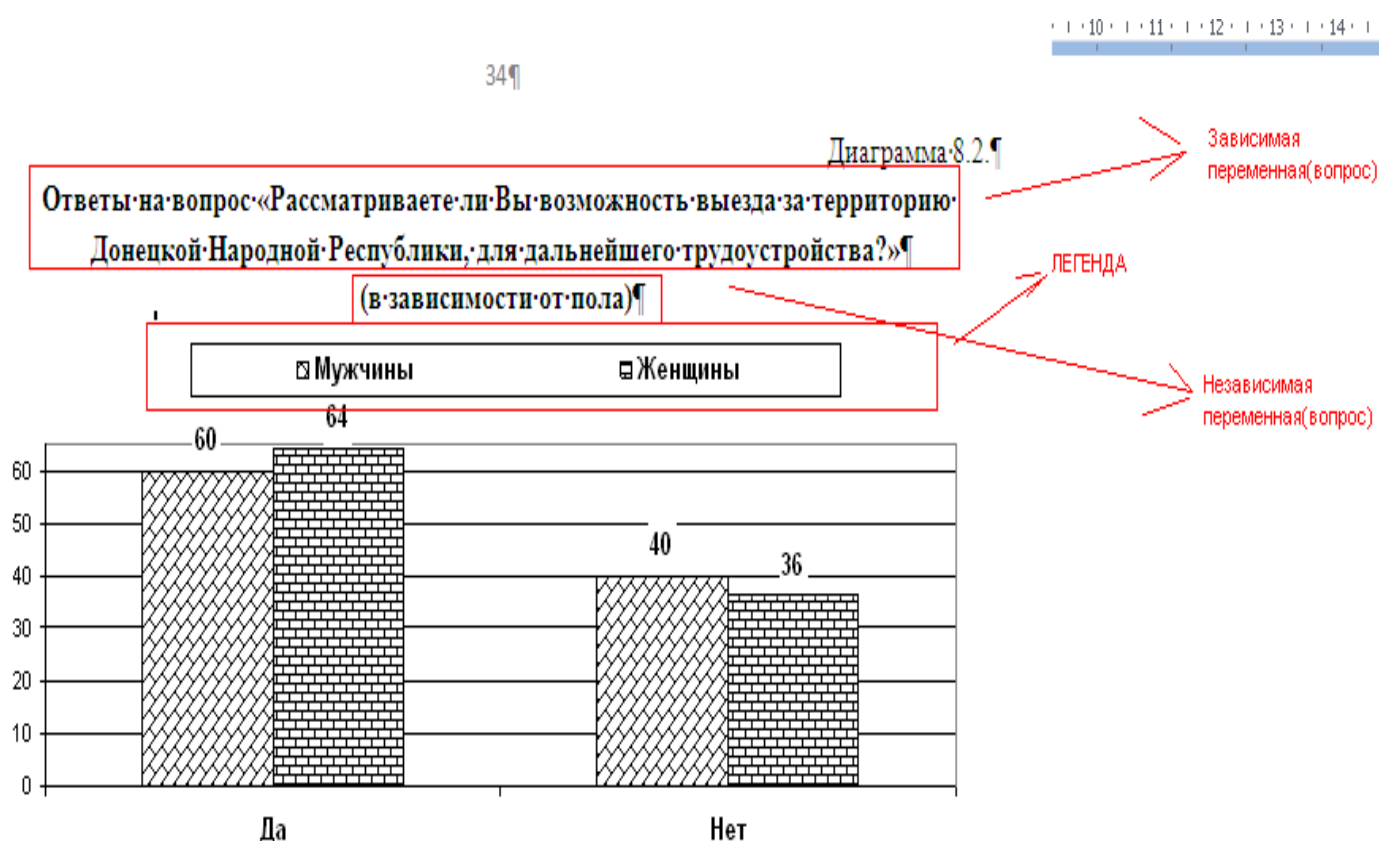 10 11 12 13 14
34¶
Диаграмма·8.2.¶
Зависимая
переменная(вопрос)
Ответы·на·вопрос·«Рассматриваете·ли·Вы·возможность·выезда·за·территорию·
Донецкой·Народной·Республики,·для·дальнейшего·трудоустройства?»¶
ЛЕГЕНДА
(в·зависимости·от·пола)¶
Мужчины Женщины
Независимая
переменная(вопрос)
60 64
40 36
60
50
40
30
20
10
0
Да Нет